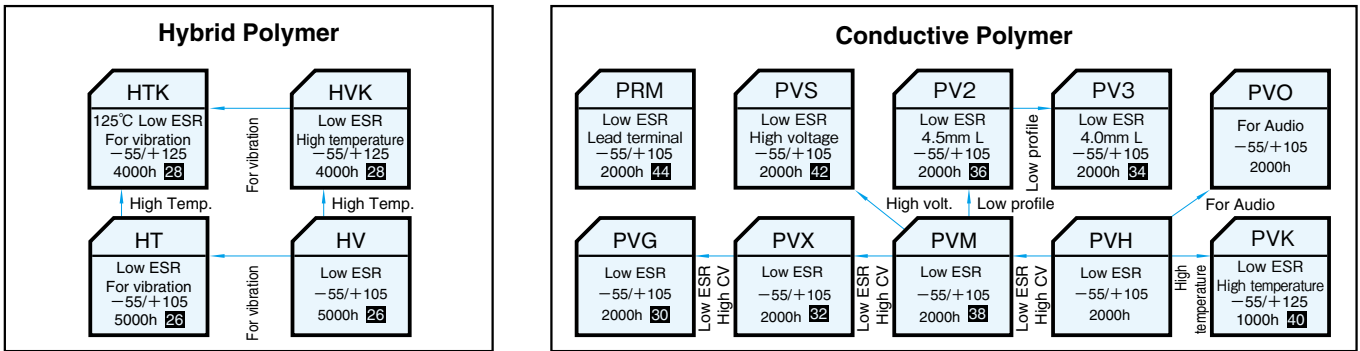 Hybrid Polymer
HTK
125℃ Low ESR
For vibration
−55/+125
4000h 28
For vibration
HVK
Low ESR
High temperature
−55/+125
4000h 28
High Temp.
High Temp.
HT
Low ESR
For vibration
−55/+105
5000h 26
For vibration
HV
Low ESR
−55/+105
5000h 26
Conductive Polymer
PRM
Low ESR
Lead terminal
−55/+105
2000h 44
PVS
Low ESR
High voltage
−55/+105
2000h 42
PV2
Low ESR
4.5mm L
−55/+105
2000h 36
Low profile
PV3
Low ESR
4.0mm L
−55/+105
2000h 34
PVO
For Audio
−55/+105
2000h
High volt.
Low profile
For Audio
PVG
Low ESR
−55/+105
2000h 30
Low ESR
High CV
PVX
Low ESR
−55/+105
2000h 32
Low ESR
High CV
PVM
Low ESR
−55/+105
2000h 38
Low ESR
High CV
PVH
Low ESR
−55/+105
2000h
High
temperature
PVK
Low ESR
High temperature
−55/+125
1000h 40